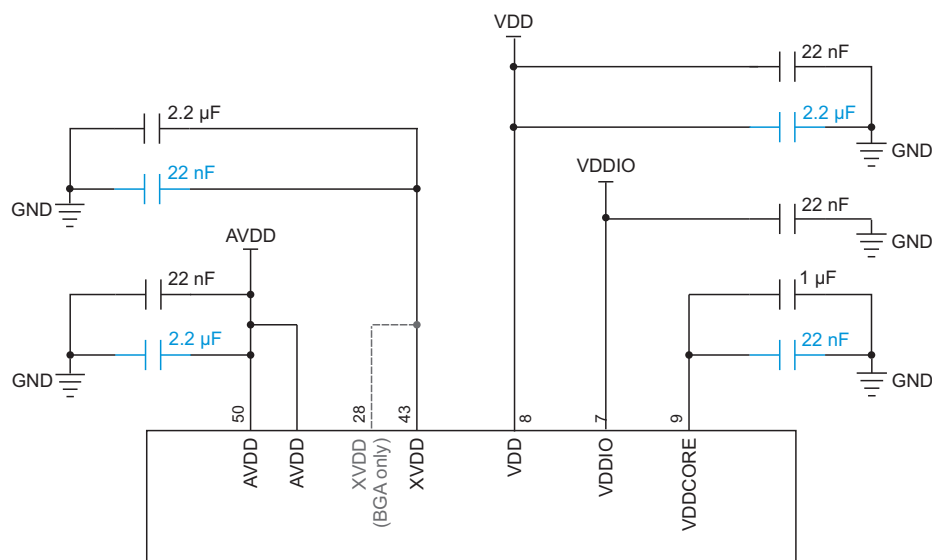 VDD
22 nF
2.2 µF
GND
2.2 µF
22 nF
GND
VDDIO
22 nF
GND
AVDD
22 nF
2.2 µF
GND
1 µF
22 nF
GND
50
28
43
8
7
9
AVDD
AVDD
XVDD
(BGA only)
XVDD
VDD
VDDIO
VDDCORE